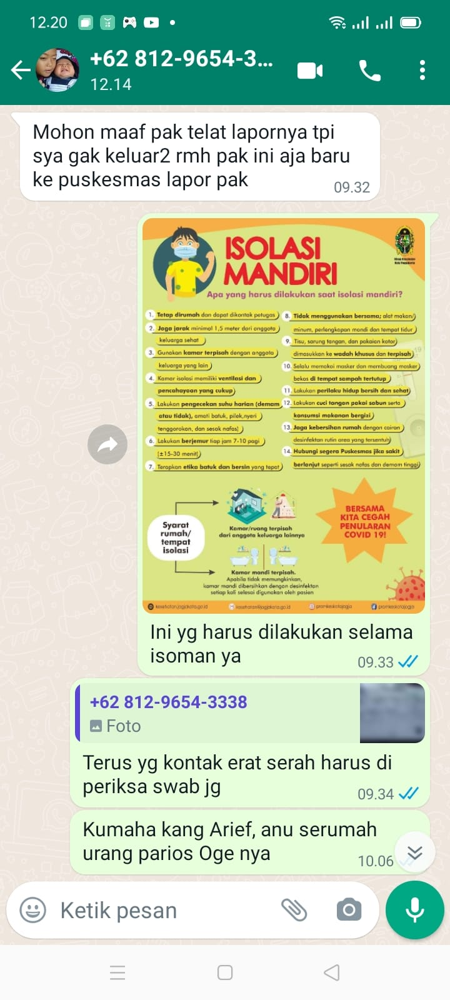 12.20
+62 812-9654-3...
12.14
Mohon maaf pak telat lapornya tpi
sya gak keluar2 rmh pak ini aja baru
ke puskesmas lapor pak
09.32
ISOLASI
MANDIRI
Apa yang harus dilakukan saat isolasi mandiri?
Dinas Kesehatan
Kota Yogyakarta
1. Tetap dirumah dan dapat dikontak petugas
2. Jaga jarak minimal 1,5 meter dari anggota
keluarga sehat
3. Gunakan kamar terpisah dengan anggota
keluarga yang lain
4. Kamar isolasi memiliki ventilasi dan
pencahayaan yang cukup
5. Lakukan pengecekan suhu harian (demam
atau tidak), amati batuk, pilek,nyeri
tenggorokan, dan sesak nafas)
6. Lakukan berjemur tiap jam 7-10 pagi
(±15-30 menit)
7. Terapkan etika batuk dan bersin yang tepat
8. Tidak menggunakan bersama; alat makan/
minum, perlengkapan mandi dan tempat tidur
9. Tisu, sarung tangan, dan pakaian kotor
dimasukkan ke wadah khusus dan terpisah
10. Selalu memakai masker dan membuang masker
bekas di tempat sampah tertutup
11. Lakukan perilaku hidup bersih dan sehat
12. Lakukan cuci tangan pakai sabun serta
konsumsi makanan bergizi
13. Jaga kebersihan rumah dengan cairan
desinfektan rutin area yang tersentuh
14. Hubungi segera Puskesmas jika sakit
berlanjut seperti sesak nafas dan demam tinggi
Syarat
rumah/
tempat
isolasi
Kamar/ruang terpisah
dari anggota keluarga lainnya
Kamar mandi terpisah.
Apabila tidak memungkinkan,
kamar mandi dibersihkan dengan desinfektan
setiap kali selesai digunakan oleh pasien
BERSAMA
KITA CEGAH
PENULARAN
COVID 19!
kesehatan.jogjakota.go.id
kesehatan@jogjakota.go.id
promkeskotajogja
promkeskotajogja
Ini yg harus dilakukan selama
isoman ya
09.33
+62 812-9654-3338
Foto
Terus yg kontak erat serah harus di
periksa swab jg
09.34
Kumaha kang Arief, anu serumah
urang parios Oge nya
10.06
Ketik pesan